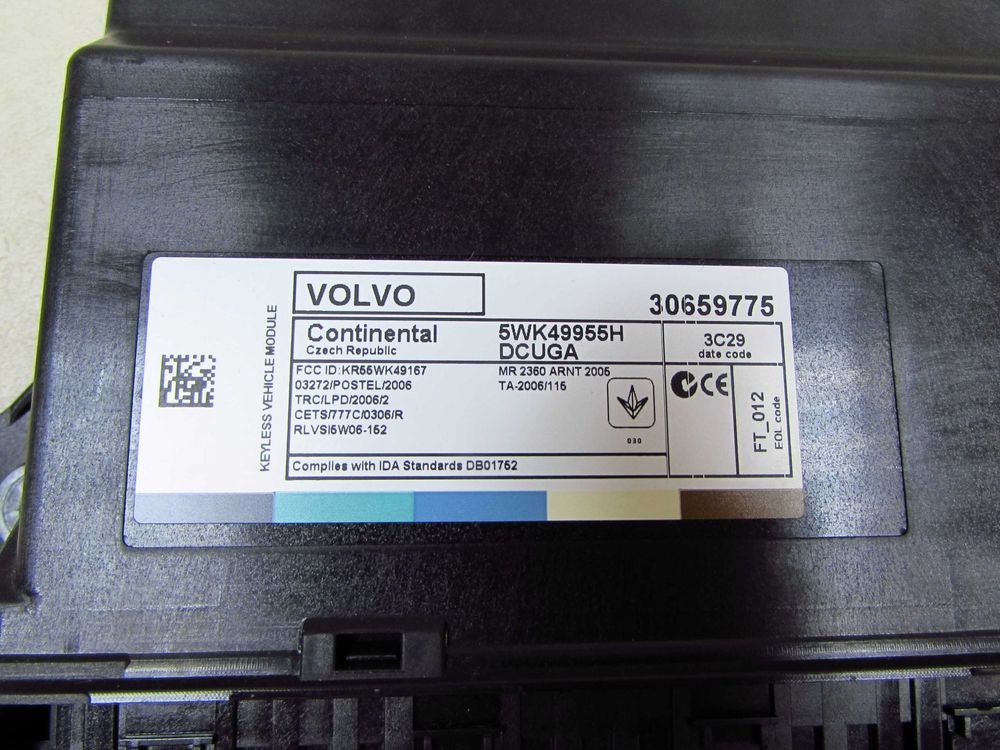 KEYLESS VEHICLE MODULE
VOLVO
30659775
Continental
Czech Republic
5WK49955H
DCUGA
3C29
date code
FCC ID:KR55WK49167
03272/POSTEL/2006
TRC/LPD/2006/2
CETS/777C/0306/R
RLVSI5W06-152
MR 2360 ARNT 2005
TA-2006/115
030
CE
FT_012
EOL code
Complies with IDA Standards DB01752